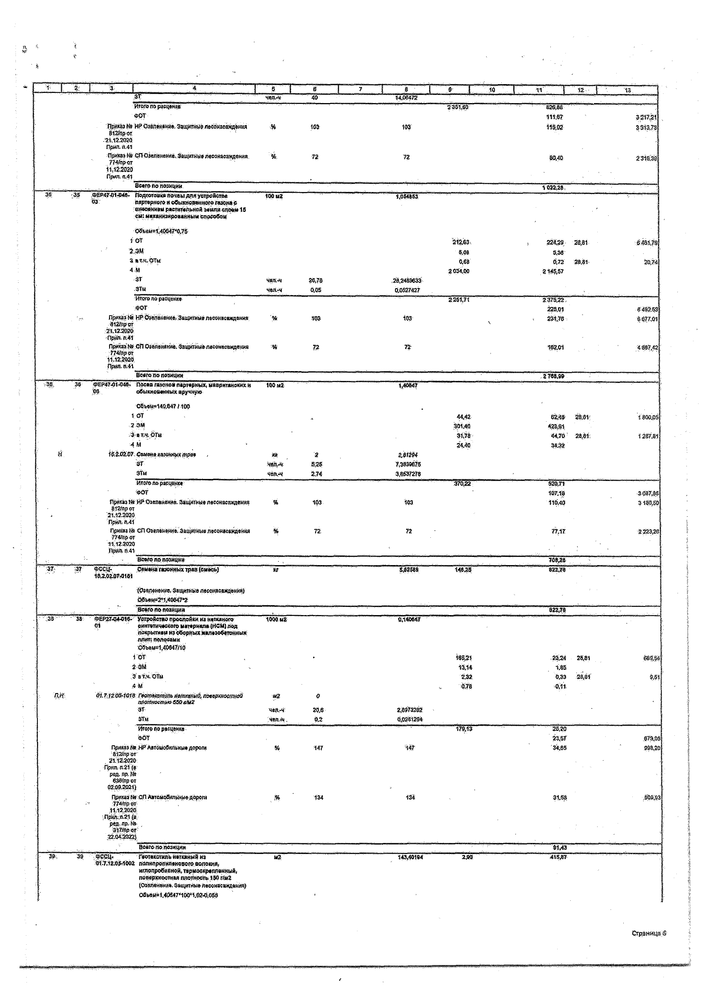 1 2 3 4 5 6 7 8 9 10 11 12 13
ЗТ чел.-ч 40 14,06472
Итого по расценке 2 351,60 826,85
ФОТ 111,67 3 217,21
Приказ № НР Озеленение. Защитные лесонасаждения % 103 103 115,02 3 313,73
812/пр от
21.12.2020
Прил. п.41
Приказ № СП Озеленение. Защитные лесонасаждения % 72 72 80,40 2 316,39
774/пр от
11.12.2020
Прил. п.41
Всего по позиции 1 022,28
35 35 ФЕР47-01-046- Подготовка почвы для устройства 100 м2 1,054853
03 партерного и обыкновенного газона с
внесением растительной земли слоем 15
см: механизированным способом
Объем=1,40647*0,75
1 ОТ 212,63 224,29 28,81 6 461,79
2 ЭМ 5,08 5,36
3 в т.ч. ОТм 0,68 0,72 28,81 20,74
4 М 2 034,00 2 145,57
ЗТ чел.-ч 26,78 28,2489633
ЗТм чел.-ч 0,05 0,0527427
Итого по расценке 2 251,71 2 375,22
ФОТ 225,01 6 482,53
Приказ № НР Озеленение. Защитные лесонасаждения % 103 103 231,76 6 677,01
812/пр от
21.12.2020
Прил. п.41
Приказ № СП Озеленение. Защитные лесонасаждения % 72 72 162,01 4 667,42
774/пр от
11.12.2020
Прил. п.41
Всего по позиции 2 768,99
36 36 ФЕР47-01-046- Посев газонов партерных, мавританских и 100 м2 1,40647
06 обыкновенных вручную
Объем=140,647 / 100
1 ОТ 44,42 62,48 28,81 1 800,05
2 ЭМ 301,40 423,91
3 в т.ч. ОТм 31,78 44,70 28,81 1 287,81
4 М 24,40 34,32
Н 16.2.02.07 Семена газонных трав кг 2 2,81294
ЗТ чел.-ч 5,25 7,3839675
ЗТм чел.-ч 2,74 3,8537278
Итого по расценке 370,22 520,71
ФОТ 107,18 3 087,86
Приказ № НР Озеленение. Защитные лесонасаждения % 103 103 110,40 3 180,50
812/пр от
21.12.2020
Прил. п.41
Приказ № СП Озеленение. Защитные лесонасаждения % 72 72 77,17 2 223,26
774/пр от
11.12.2020
Прил. п.41
Всего по позиции 708,28
37 37 ФССЦ- Семена газонных трав (смесь) кг 5,62588 146,25 822,78
16.2.02.07-0161
(Озеленение. Защитные лесонасаждения)
Объем=2*1,40647*2
Всего по позиции 822,78
38 38 ФЕР27-04-016- Устройство прослойки из нетканого 1000 м2 0,140647
01 синтетического материала (НСМ) под
покрытием из сборных железобетонных
плит: полосами
Объем=1,40647/10
1 ОТ 165,21 23,24 28,81 669,54
2 ЭМ 13,14 1,85
3 в т.ч. ОТм 2,32 0,33 28,81 9,51
4 М 0,78 0,11
П,Н 01.7.12.05-1018 Геотекстиль нетканый, поверхностной м2 0
плотностью 550 г/м2
ЗТ чел.-ч 20,6 2,8973282
ЗТм чел.-ч 0,2 0,0281294
Итого по расценке 179,13 25,20
ФОТ 23,57 679,05
Приказ № НР Автомобильные дороги % 147 147 34,65 998,20
812/пр от
21.12.2020
Прил. п.21 (в
ред. пр. №
636/пр от
02.09.2021)
Приказ № СП Автомобильные дороги % 134 134 31,58 909,93
774/пр от
11.12.2020
Прил. п.21 (в
ред. пр. №
317/пр от
22.04.2022)
Всего по позиции 91,43
39 39 ФССЦ- Геотекстиль нетканый из м2 143,40194 2,90 415,87
01.7.12.05-1002 полипропиленового волокна,
иглопробивной, термоскрепленный,
поверхностная плотность 150 г/м2
(Озеленение. Защитные лесонасаждения)
Объем=1,40647*100*1,02-0,058
Страница 6